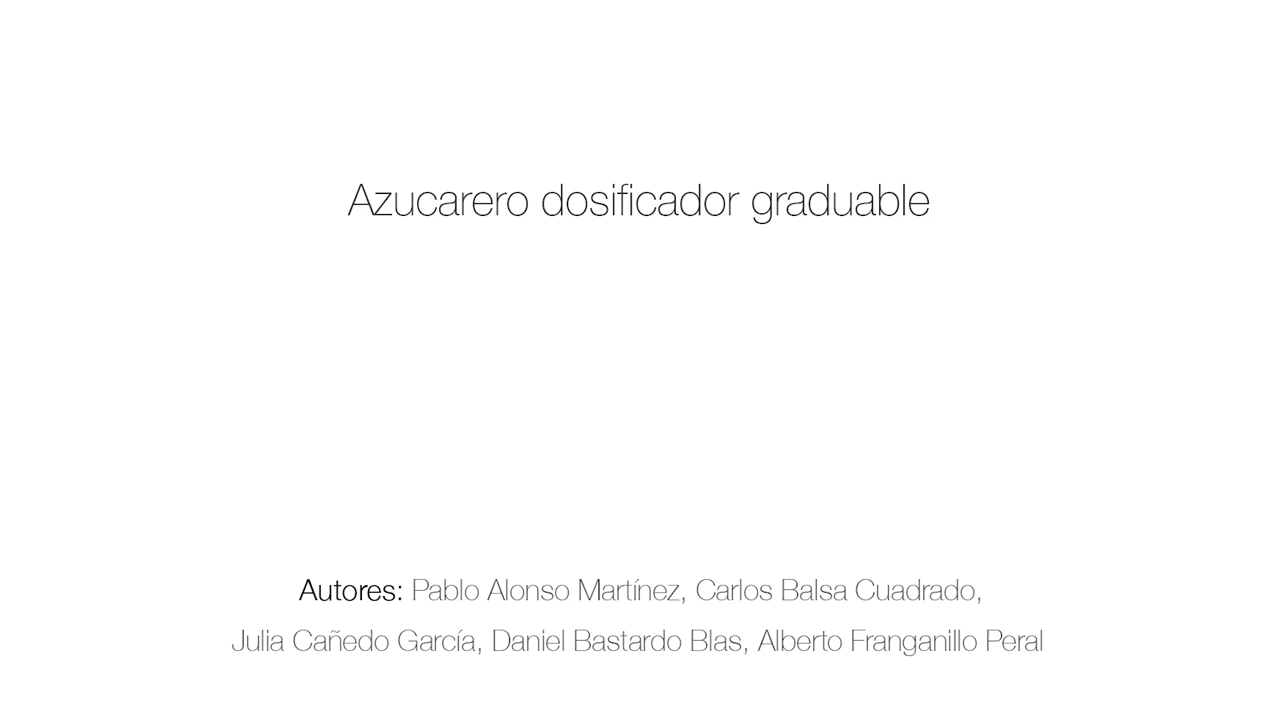 Azucarero dosificador graduable
Autores: Pablo Alonso Martínez, Carlos Balsa Cuadrado,
Julia Cañedo García, Daniel Bastardo Blas, Alberto Franganillo Peral